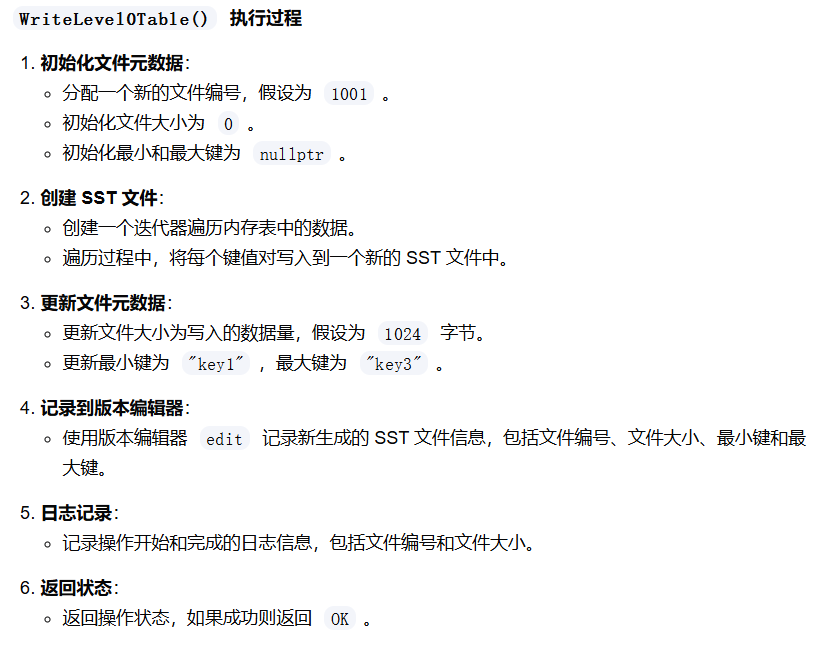 WriteLevel0Table() 执行过程
1. 初始化文件元数据:
分配一个新的文件编号，假设为 1001 。
初始化文件大小为 0 。
初始化最小和最大键为 nullptr 。
2. 创建 SST 文件:
创建一个迭代器遍历内存表中的数据。
遍历过程中，将每个键值对写入到一个新的 SST 文件中。
3. 更新文件元数据:
更新文件大小为写入的数据量，假设为 1024 字节。
更新最小键为 "key1" ，最大键为 "key3" 。
4. 记录到版本编辑器:
使用版本编辑器 edit 记录新生成的 SST 文件信息，包括文件编号、文件大小、最小键和最
大键。
5. 日志记录:
记录操作开始和完成的日志信息，包括文件编号和文件大小。
6. 返回状态:
返回操作状态，如果成功则返回 OK 。